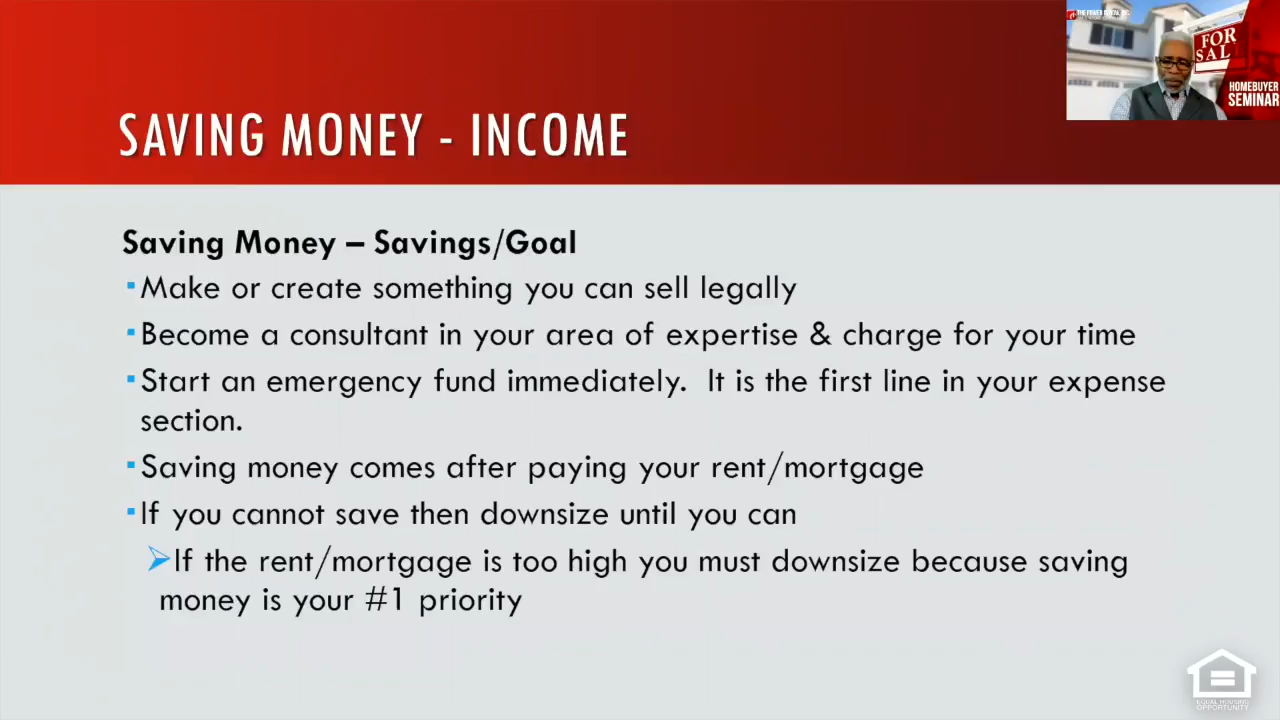 FOR
SAL
HOMEBUYER
SEMINAR
SAVING MONEY - INCOME
Saving Money – Savings/Goal
Make or create something you can sell legally
Become a consultant in your area of expertise & charge for your time
Start an emergency fund immediately.  It is the first line in your expense
section.
Saving money comes after paying your rent/mortgage
If you cannot save then downsize until you can
If the rent/mortgage is too high you must downsize because saving
money is your #1 priority
EQUAL HOUSING
OPPORTUNITY